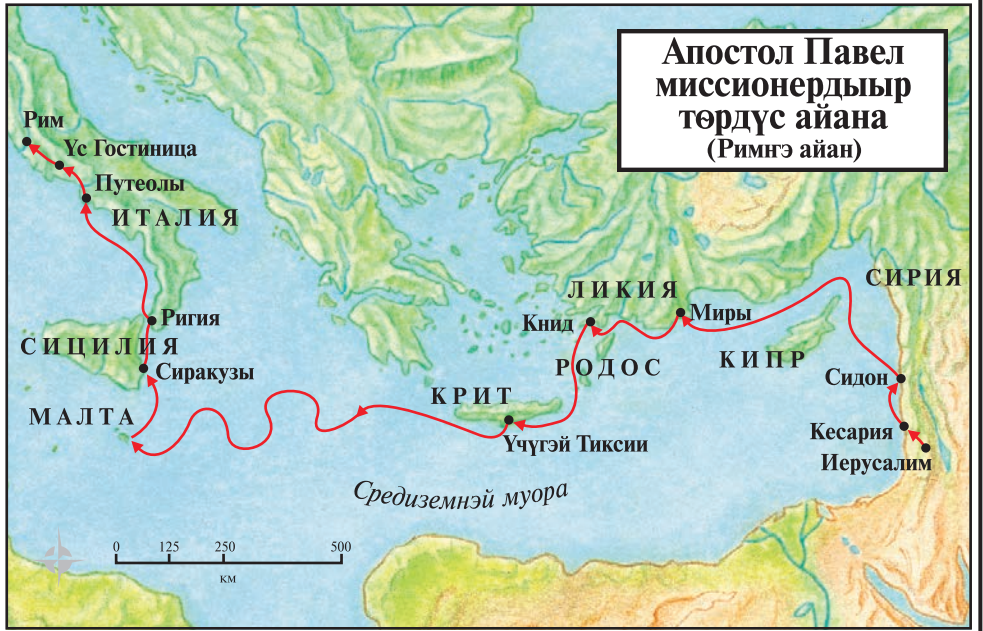 Апостол Павел
миссионердыыр
төрдүс айана
(Римҥэ айан)
Рим
Үс Гостиница
Путеолы
ИТАЛИЯ
СИРИЯ
ЛИКИЯ
Миры
Книд
Ригия
СИЦИЛИЯ
КИПР
РОДОС
Сиракузы
Сидон
КРИТ
МАЛТА
Кесария
Үчүгэй Тиксии
Иерусалим
Средиземнэй муора
0 125 250 500
км